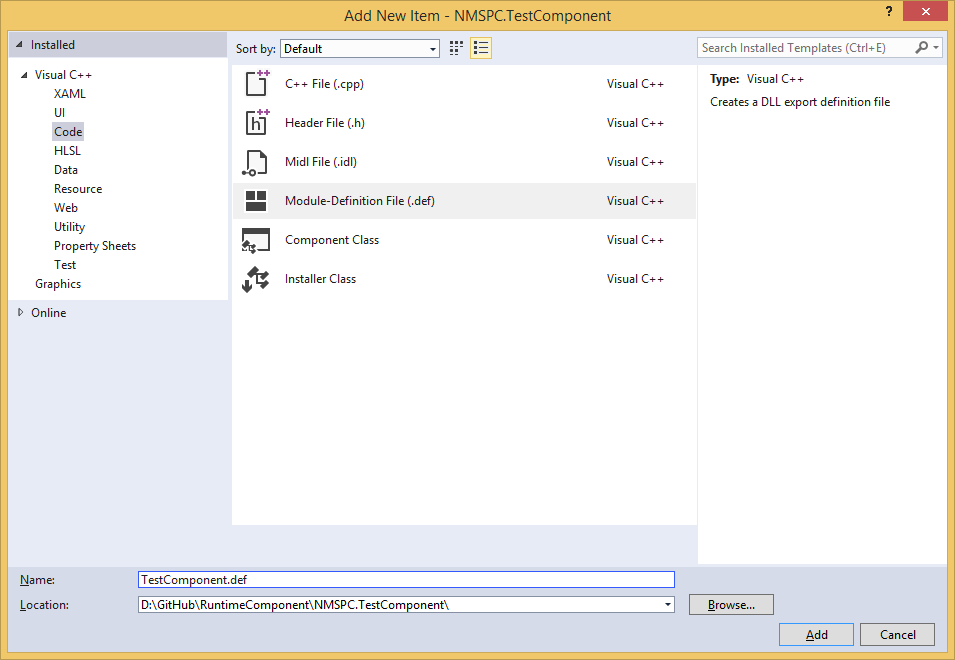 Add New Item - NMSPC.TestComponent
?
Installed
Sort by: Default
Search Installed Templates (Ctrl+E)
Visual C++
XAML
UI
Code
HLSL
Data
Resource
Web
Utility
Property Sheets
Test
Graphics
Online
C++ File (.cpp) Visual C++
Header File (.h) Visual C++
Midl File (.idl) Visual C++
Module-Definition File (.def) Visual C++
Component Class Visual C++
Installer Class Visual C++
Type: Visual C++
Creates a DLL export definition file
Name: TestComponent.def
Location: D:\GitHub\RuntimeComponent\NMSPC.TestComponent\
Browse...
Add Cancel